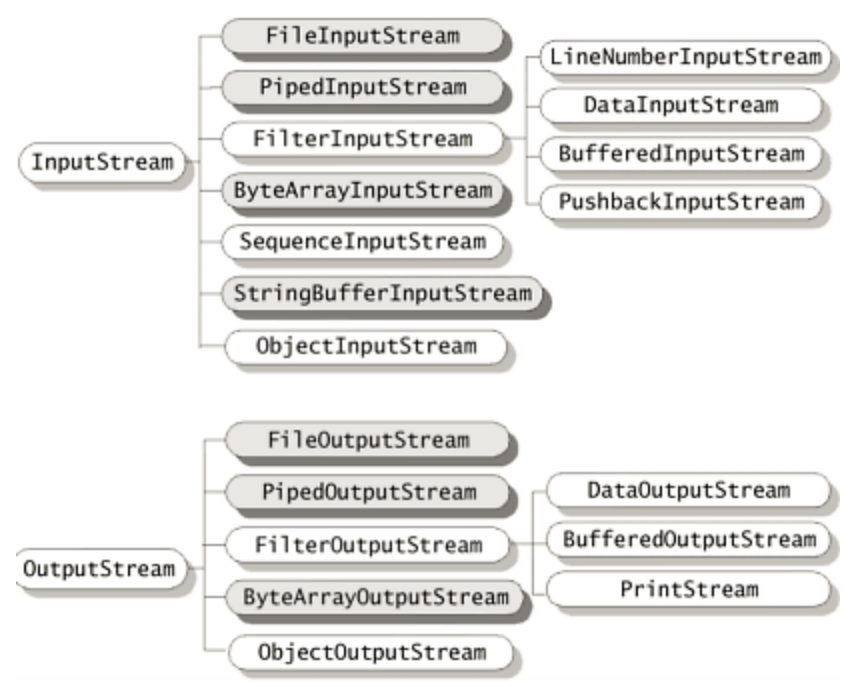 FileInputStream
PipedInputStream
FilterInputStream
ByteArrayInputStream
SequenceInputStream
StringBufferInputStream
ObjectInputStream
InputStream
LineNumberInputStream
DataInputStream
BufferedInputStream
PushbackInputStream
FileOutputStream
PipedOutputStream
FilterOutputStream
ByteArrayOutputStream
ObjectOutputStream
OutputStream
DataOutputStream
BufferedOutputStream
PrintStream